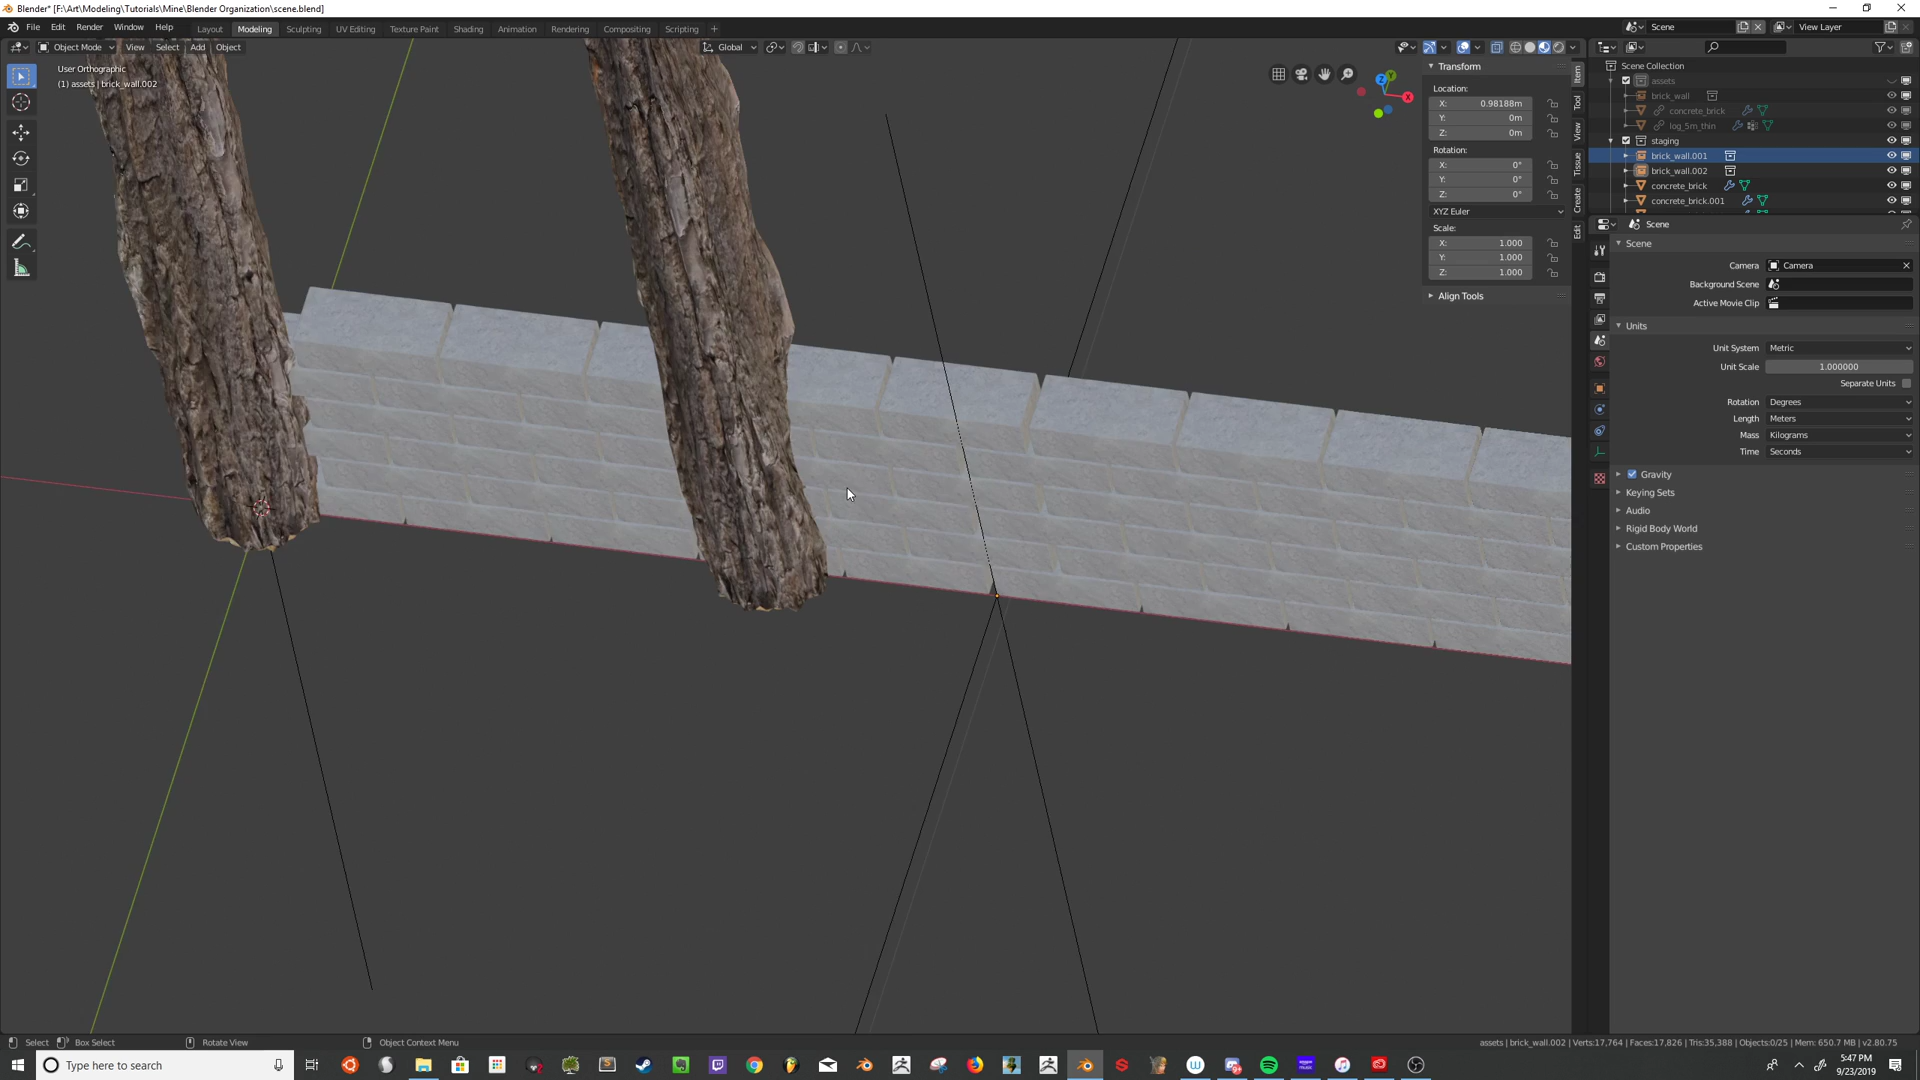 Blender* [F:\Art\Modeling\Tutorials\Mine\Blender Organization\scene.blend]
File Edit Render Window Help
Layout Modeling Sculpting UV Editing Texture Paint Shading Animation Rendering Compositing Scripting +
Scene
View Layer
Object Mode View Select Add Object
Global
User Orthographic
(1) assets | brick_wall.002
Y
Z
X
Transform
Location:
X: 0.98188m
Y: 0m
Z: 0m
Rotation:
X: 0°
Y: 0°
Z: 0°
XYZ Euler
Scale:
X: 1.000
Y: 1.000
Z: 1.000
Align Tools
Item
Tool
View
Tissue
Create
Edit
Scene Collection
assets
brick_wall
concrete_brick
log_5m_thin
staging
brick_wall.001
brick_wall.002
concrete_brick
concrete_brick.001
Scene
Scene
Camera Camera
Background Scene
Active Movie Clip
Units
Unit System Metric
Unit Scale 1.000000
Separate Units
Rotation Degrees
Length Meters
Mass Kilograms
Time Seconds
Gravity
Keying Sets
Audio
Rigid Body World
Custom Properties
Select Box Select Rotate View Object Context Menu
assets | brick_wall.002 | Verts:17,764 | Faces:17,826 | Tris:35,388 | Objects:0/25 | Mem: 650.7 MB | v2.80.75
Type here to search
5:47 PM
9/23/2019